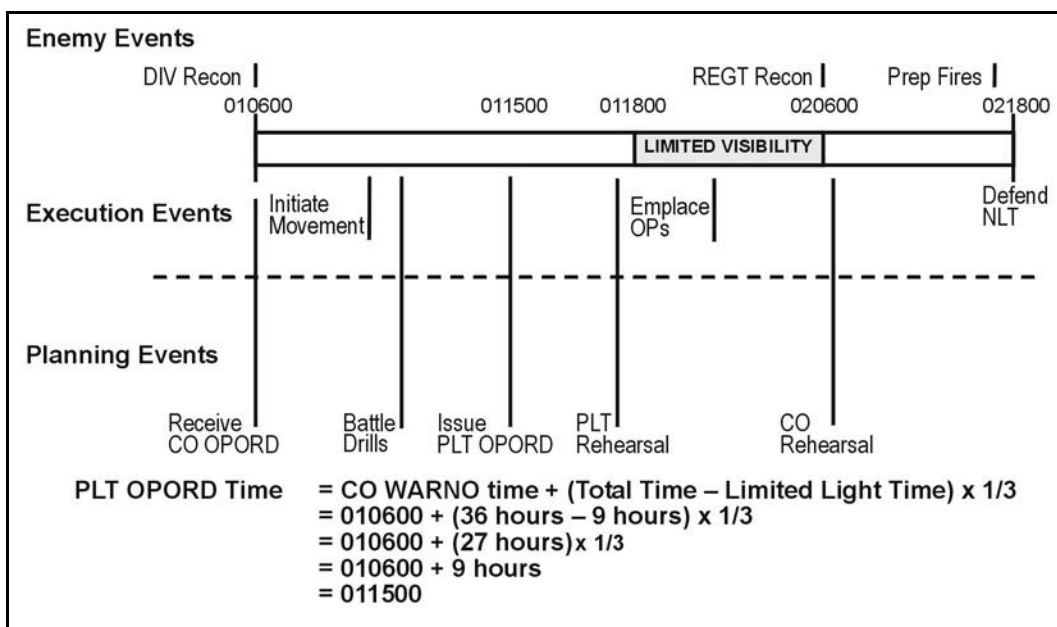 Enemy Events
DIV Recon
REGT Recon
Prep Fires
010600
011500
011800
020600
021800
LIMITED VISIBILITY
Execution Events
Initiate
Movement
Emplace
OPs
Defend
NLT
Planning Events
Receive
CO OPORD
Battle
Drills
Issue
PLT OPORD
PLT
Rehearsal
CO
Rehearsal
PLT OPORD Time = CO WARNO time + (Total Time – Limited Light Time) x 1/3
= 010600 + (36 hours – 9 hours) x 1/3
= 010600 + (27 hours) x 1/3
= 010600 + 9 hours
= 011500